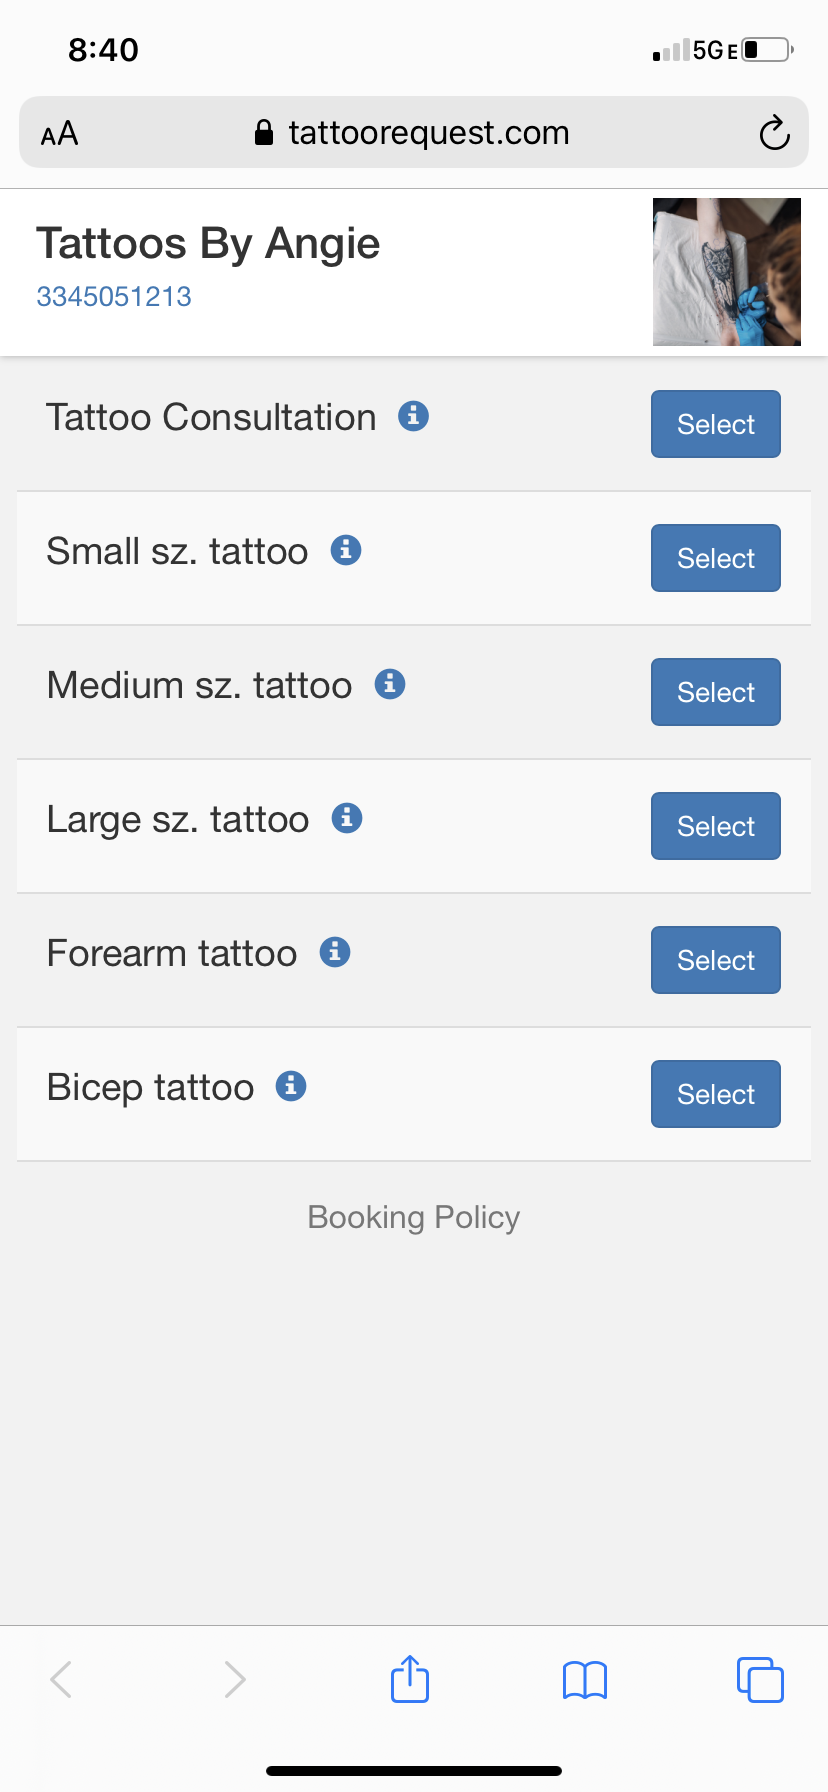 8:40
5G E
AA
tattoorequest.com
Tattoos By Angie
3345051213
Tattoo Consultation
Select
Small sz. tattoo
Select
Medium sz. tattoo
Select
Large sz. tattoo
Select
Forearm tattoo
Select
Bicep tattoo
Select
Booking Policy